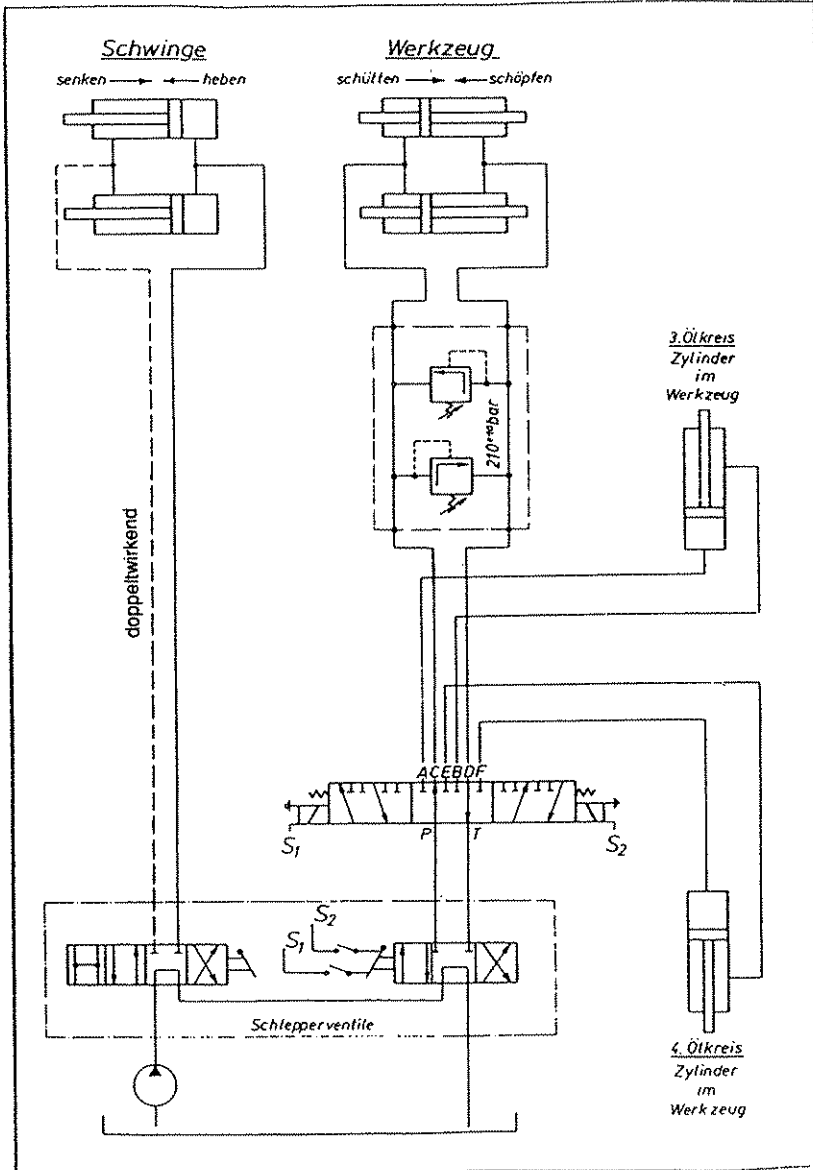 Schwinge
senken heben
Werkzeug
schütten schöpfen
210+10 bar
3.Ölkreis
Zylinder
im
Werkzeug
doppeltwirkend
ACEBDF
P T
S1
S2
S2
S1
Schlepperventile
4.Ölkreis
Zylinder
im
Werkzeug